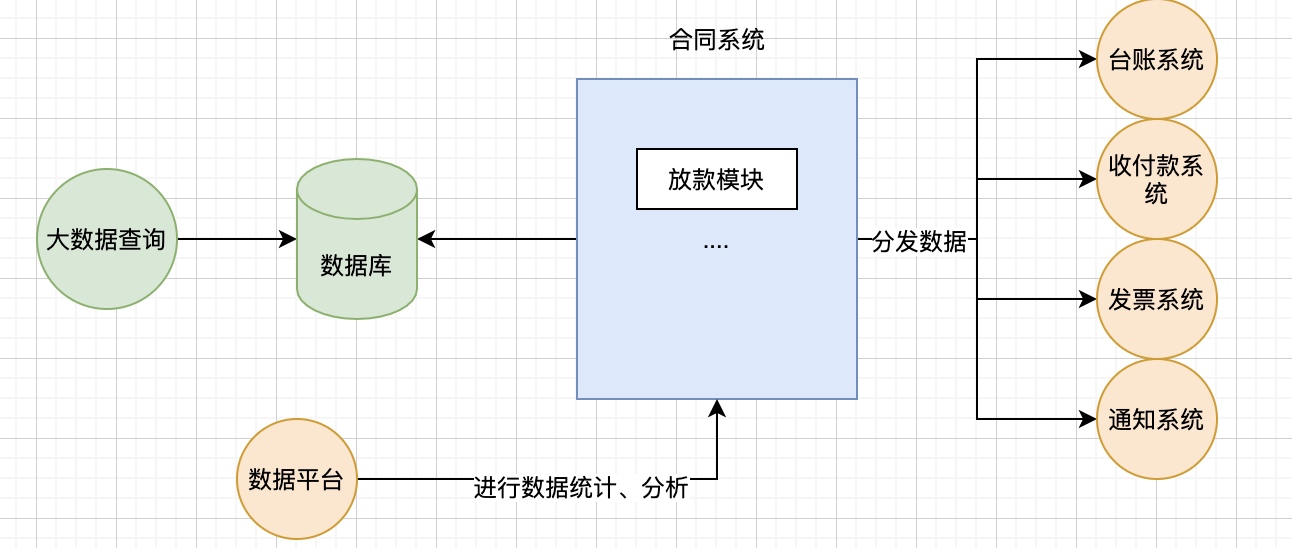 合同系统
台账系统
放款模块
收付款系
统
大数据查询
数据库
....
分发数据
发票系统
通知系统
数据平台
进行数据统计、分析